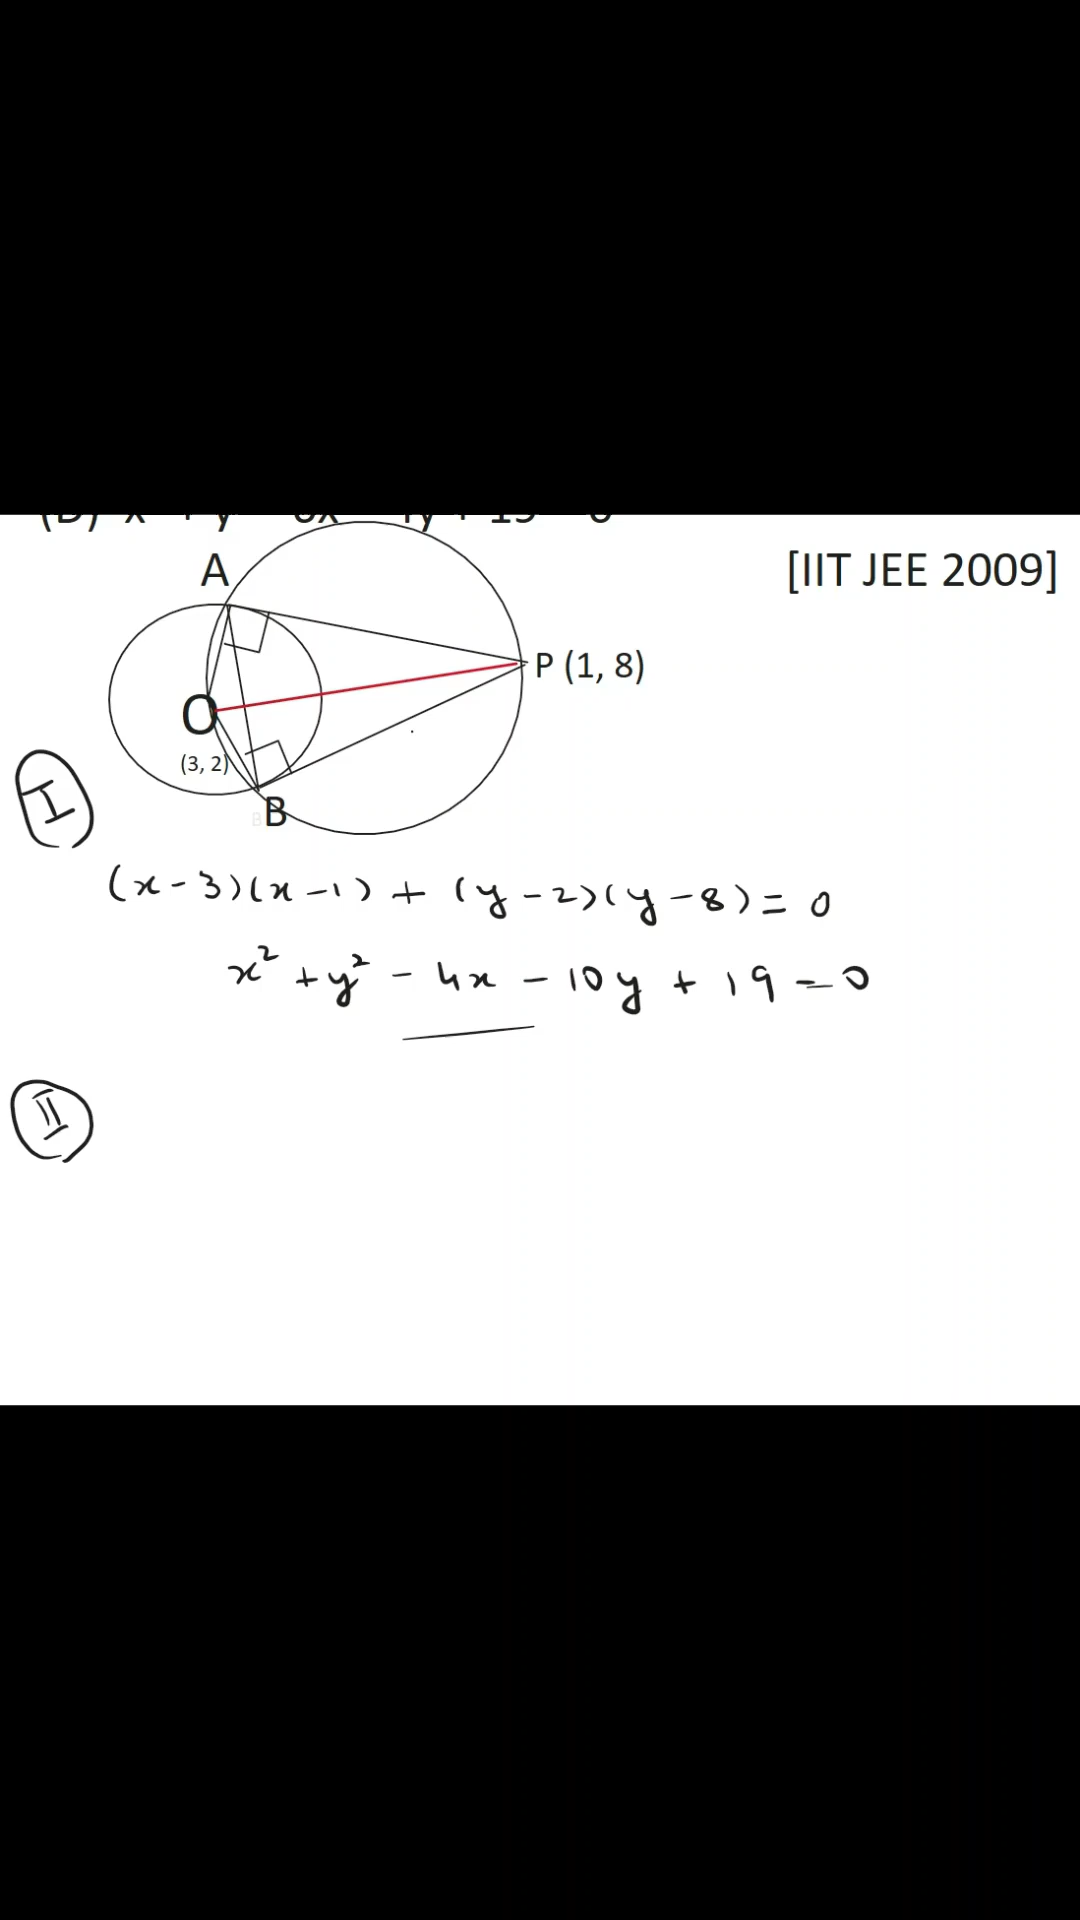 A
[IIT JEE 2009]
P (1, 8)
O
(3, 2)
B
I
(x-3)(x-1) + (y-2)(y-8) = 0
x² + y² - 4x - 10y + 19 = 0
II